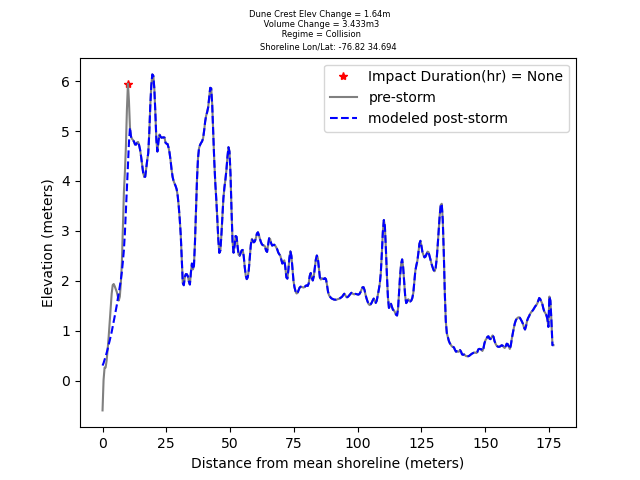 Dune Crest Elev Change = 1.64m
Volume Change = 3.433m3
Regime = Collision
Shoreline Lon/Lat: -76.82 34.694
Impact Duration(hr) = None
pre-storm
modeled post-storm
Elevation (meters)
6
5
4
3
2
1
0
0 25 50 75 100 125 150 175
Distance from mean shoreline (meters)